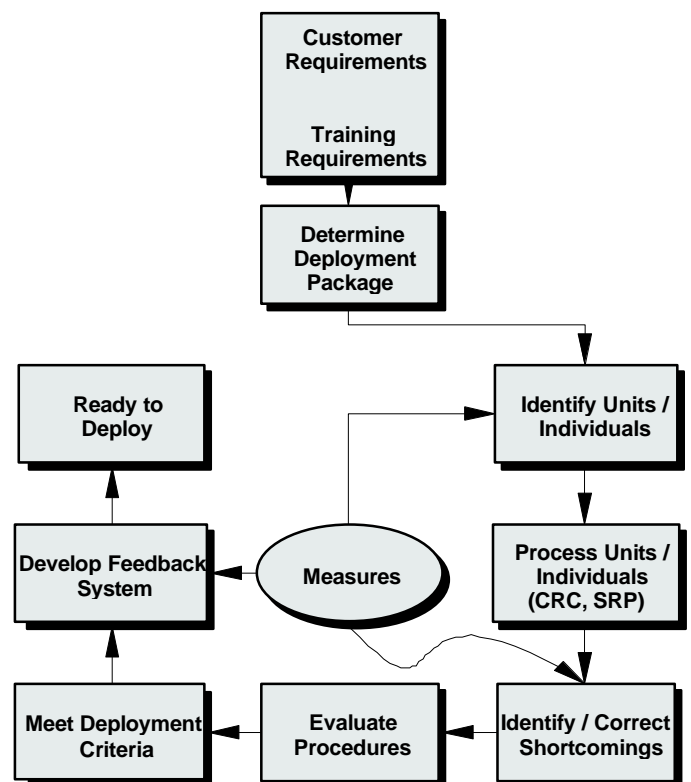 Customer
Requirements
Training
Requirements
Determine
Deployment
Package
Identify Units /
Individuals
Ready to
Deploy
Process Units /
Individuals
(CRC, SRP)
Develop Feedback
System
Measures
Identify / Correct
Shortcomings
Evaluate
Procedures
Meet Deployment
Criteria